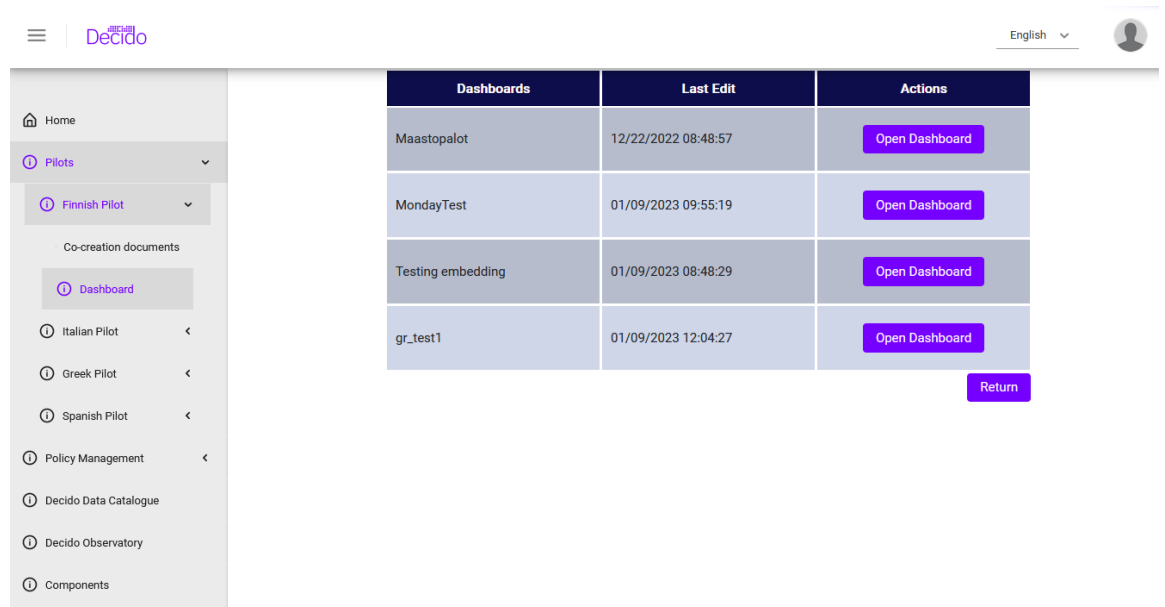 Decido
English
Home
Pilots
Finnish Pilot
Co-creation documents
Dashboard
Italian Pilot
Greek Pilot
Spanish Pilot
Policy Management
Decido Data Catalogue
Decido Observatory
Components
Dashboards Last Edit Actions
Maastopalot 12/22/2022 08:48:57 Open Dashboard
MondayTest 01/09/2023 09:55:19 Open Dashboard
Testing embedding 01/09/2023 08:48:29 Open Dashboard
gr_test1 01/09/2023 12:04:27 Open Dashboard
Return